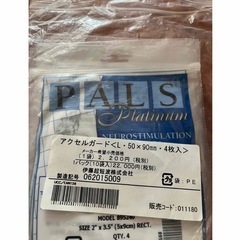 PALS
Platinum
NEUROSTIMULATION
アクセルガード<L・50×90mm・4枚入>
メーカー希望小売価格
(1袋) 2,200円(税別)
1パック(10袋入)22,000円(税別)
伊藤超短波株式会社
製造番号 062015009
袋:PE
販売コード:011180
MODEL 895240
SIZE 2" x 3.5" (5x9cm) RECT.
QTY. 4